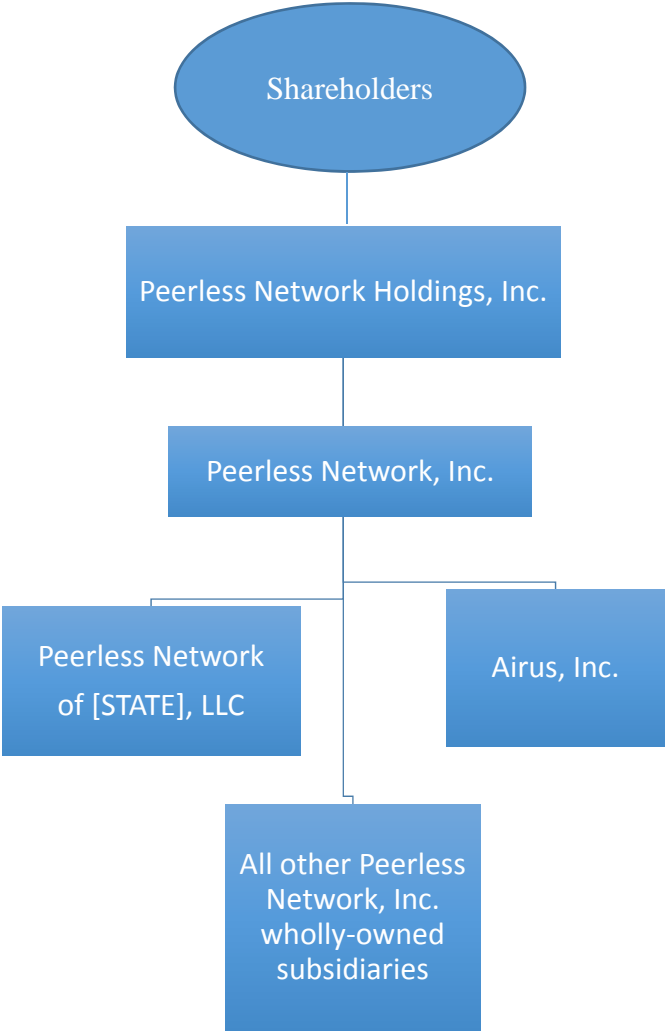 Shareholders
Peerless Network Holdings, Inc.
Peerless Network, Inc.
Peerless Network
of [STATE], LLC
Airus, Inc.
All other Peerless
Network, Inc.
wholly-owned
subsidiaries